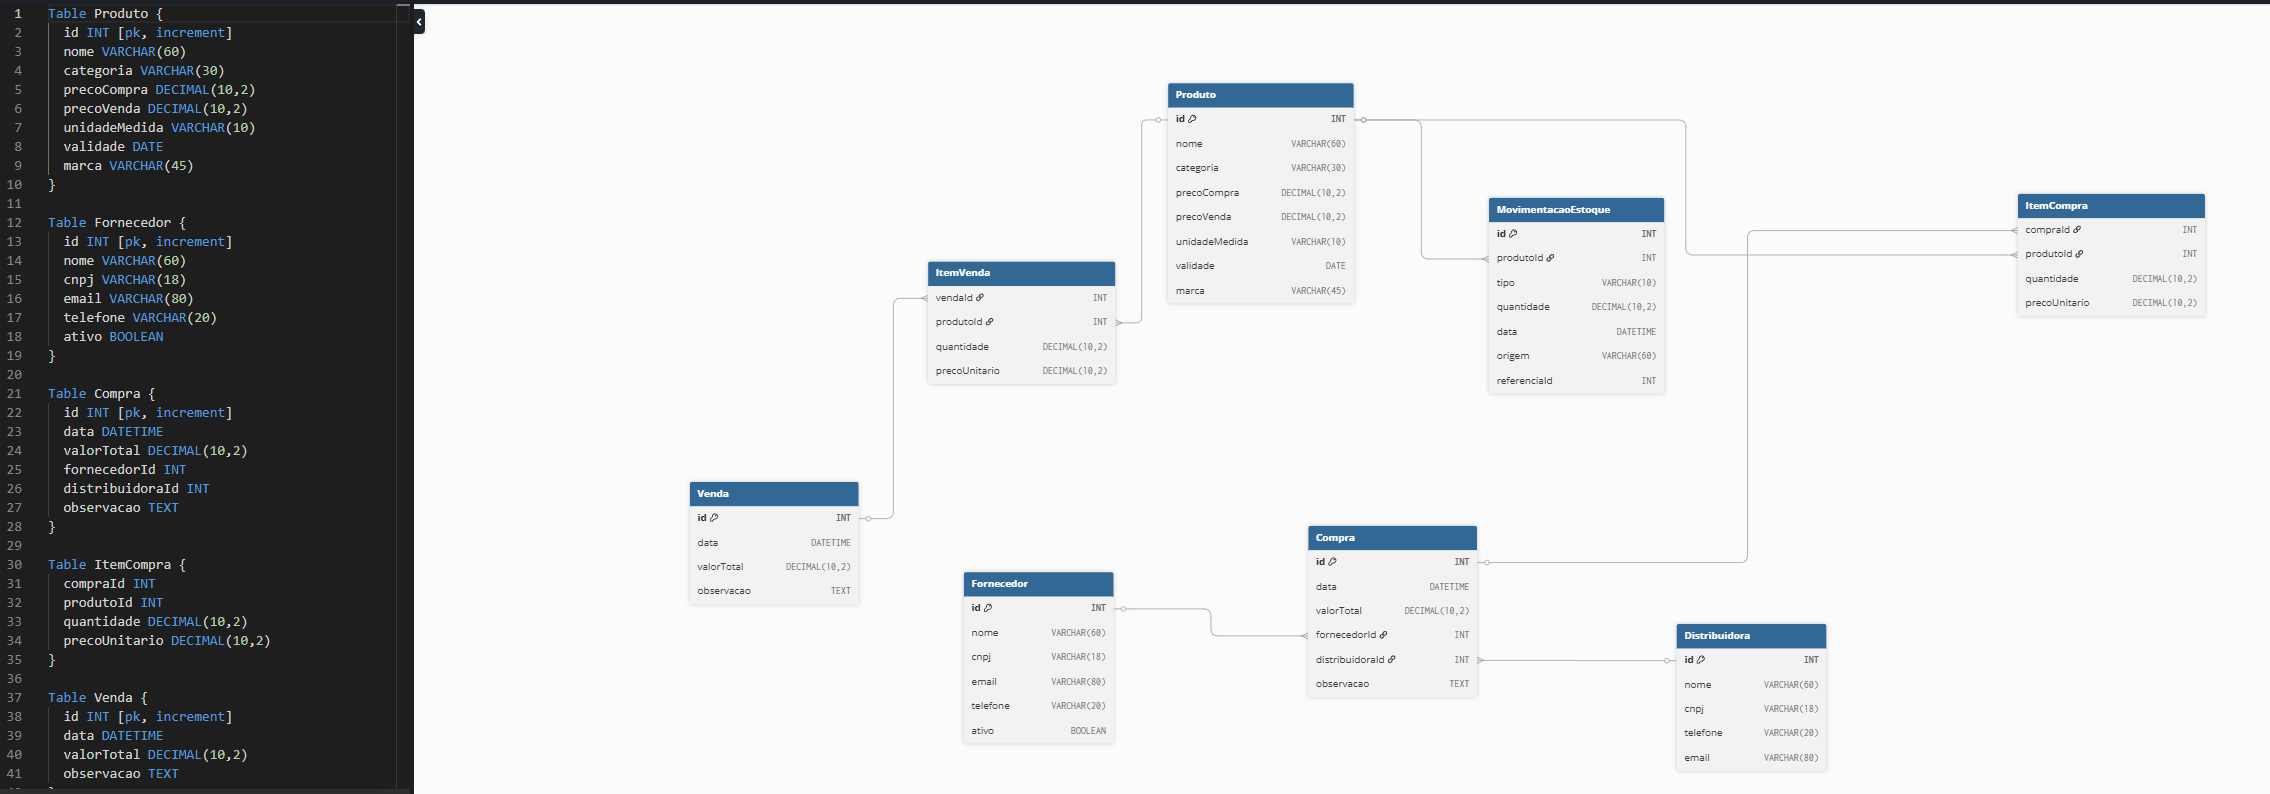 1 Table Produto {
2 id INT [pk, increment]
3 nome VARCHAR(60)
4 categoria VARCHAR(30)
5 precoCompra DECIMAL(10,2)
6 precoVenda DECIMAL(10,2)
7 unidadeMedida VARCHAR(10)
8 validade DATE
9 marca VARCHAR(45)
10 }
11
12 Table Fornecedor {
13 id INT [pk, increment]
14 nome VARCHAR(60)
15 cnpj VARCHAR(18)
16 email VARCHAR(80)
17 telefone VARCHAR(20)
18 ativo BOOLEAN
19 }
20
21 Table Compra {
22 id INT [pk, increment]
23 data DATETIME
24 valorTotal DECIMAL(10,2)
25 fornecedorId INT
26 distribuidoraId INT
27 observacao TEXT
28 }
29
30 Table ItemCompra {
31 compraId INT
32 produtoId INT
33 quantidade DECIMAL(10,2)
34 precoUnitario DECIMAL(10,2)
35 }
36
37 Table Venda {
38 id INT [pk, increment]
39 data DATETIME
40 valorTotal DECIMAL(10,2)
41 observacao TEXT
Produto
id INT
nome VARCHAR(60)
categoria VARCHAR(30)
precoCompra DECIMAL(10,2)
precoVenda DECIMAL(10,2)
unidadeMedida VARCHAR(10)
validade DATE
marca VARCHAR(45)
MovimentacaoEstoque
id INT
produtoId INT
tipo VARCHAR(10)
quantidade DECIMAL(10,2)
data DATETIME
origem VARCHAR(60)
referenciaId INT
ItemCompra
compraId INT
produtoId INT
quantidade DECIMAL(10,2)
precoUnitario DECIMAL(10,2)
ItemVenda
vendaId INT
produtoId INT
quantidade DECIMAL(10,2)
precoUnitario DECIMAL(10,2)
Venda
id INT
data DATETIME
valorTotal DECIMAL(10,2)
observacao TEXT
Fornecedor
id INT
nome VARCHAR(60)
cnpj VARCHAR(18)
email VARCHAR(80)
telefone VARCHAR(20)
ativo BOOLEAN
Compra
id INT
data DATETIME
valorTotal DECIMAL(10,2)
fornecedorId INT
distribuidoraId INT
observacao TEXT
Distribuidora
id INT
nome VARCHAR(60)
cnpj VARCHAR(18)
telefone VARCHAR(20)
email VARCHAR(80)